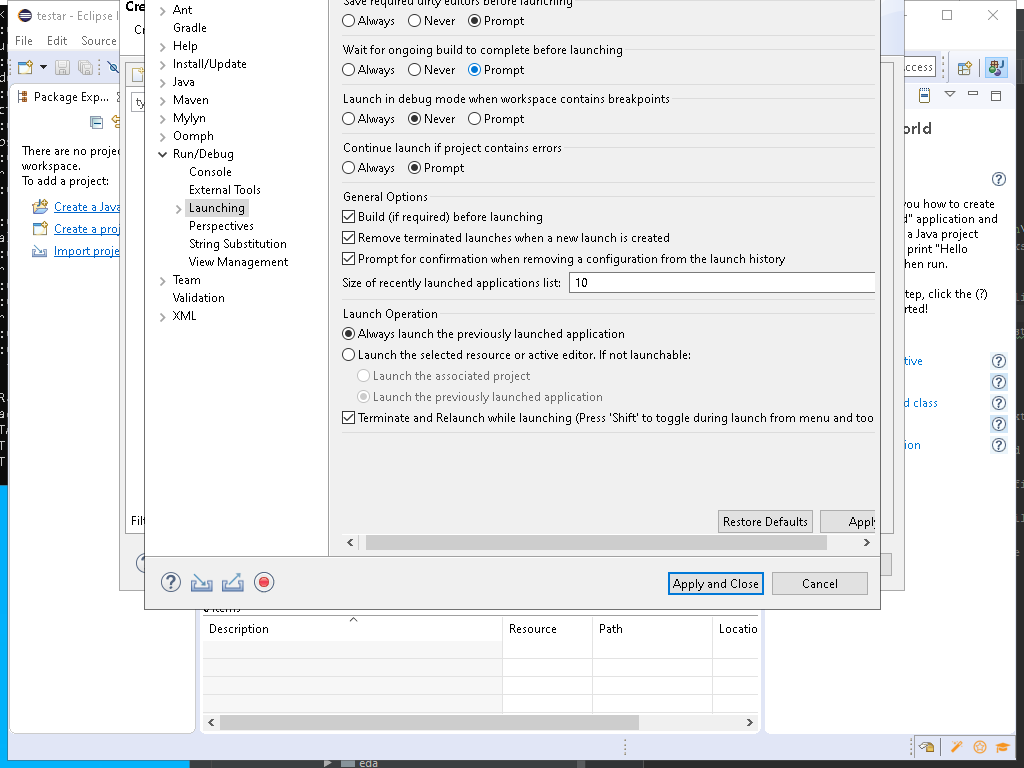 testar - Eclipse I
File Edit Source
Package Exp...
There are no proje
workspace.
To add a project:
Create a Java
Create a proj
Import proje
Cre
Cr
ty
Filt
Ant
Gradle
Help
Install/Update
Java
Maven
Mylyn
Oomph
Run/Debug
Console
External Tools
Launching
Perspectives
String Substitution
View Management
Team
Validation
XML
Save required dirty editors before launching
Always Never Prompt
Wait for ongoing build to complete before launching
Always Never Prompt
Launch in debug mode when workspace contains breakpoints
Always Never Prompt
Continue launch if project contains errors
Always Prompt
General Options
Build (if required) before launching
Remove terminated launches when a new launch is created
Prompt for confirmation when removing a configuration from the launch history
Size of recently launched applications list: 10
Launch Operation
Always launch the previously launched application
Launch the selected resource or active editor. If not launchable:
Launch the associated project
Launch the previously launched application
Terminate and Relaunch while launching (Press 'Shift' to toggle during launch from menu and too
Restore Defaults Apply
Apply and Close Cancel
ccess
orld
you how to create
d" application and
a Java project
print "Hello
hen run.
tep, click the (?)
rted!
tive
d class
ion
Items
Description Resource Path Locatio
eda